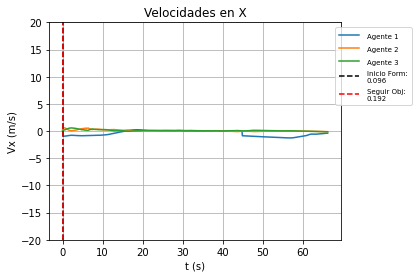 Velocidades en X
Agente 1
Agente 2
Agente 3
Inicio Form:
0.096
Seguir Obj:
0.192
Vx (m/s)
20
15
10
5
0
−5
−10
−15
−20
0 10 20 30 40 50 60
t (s)